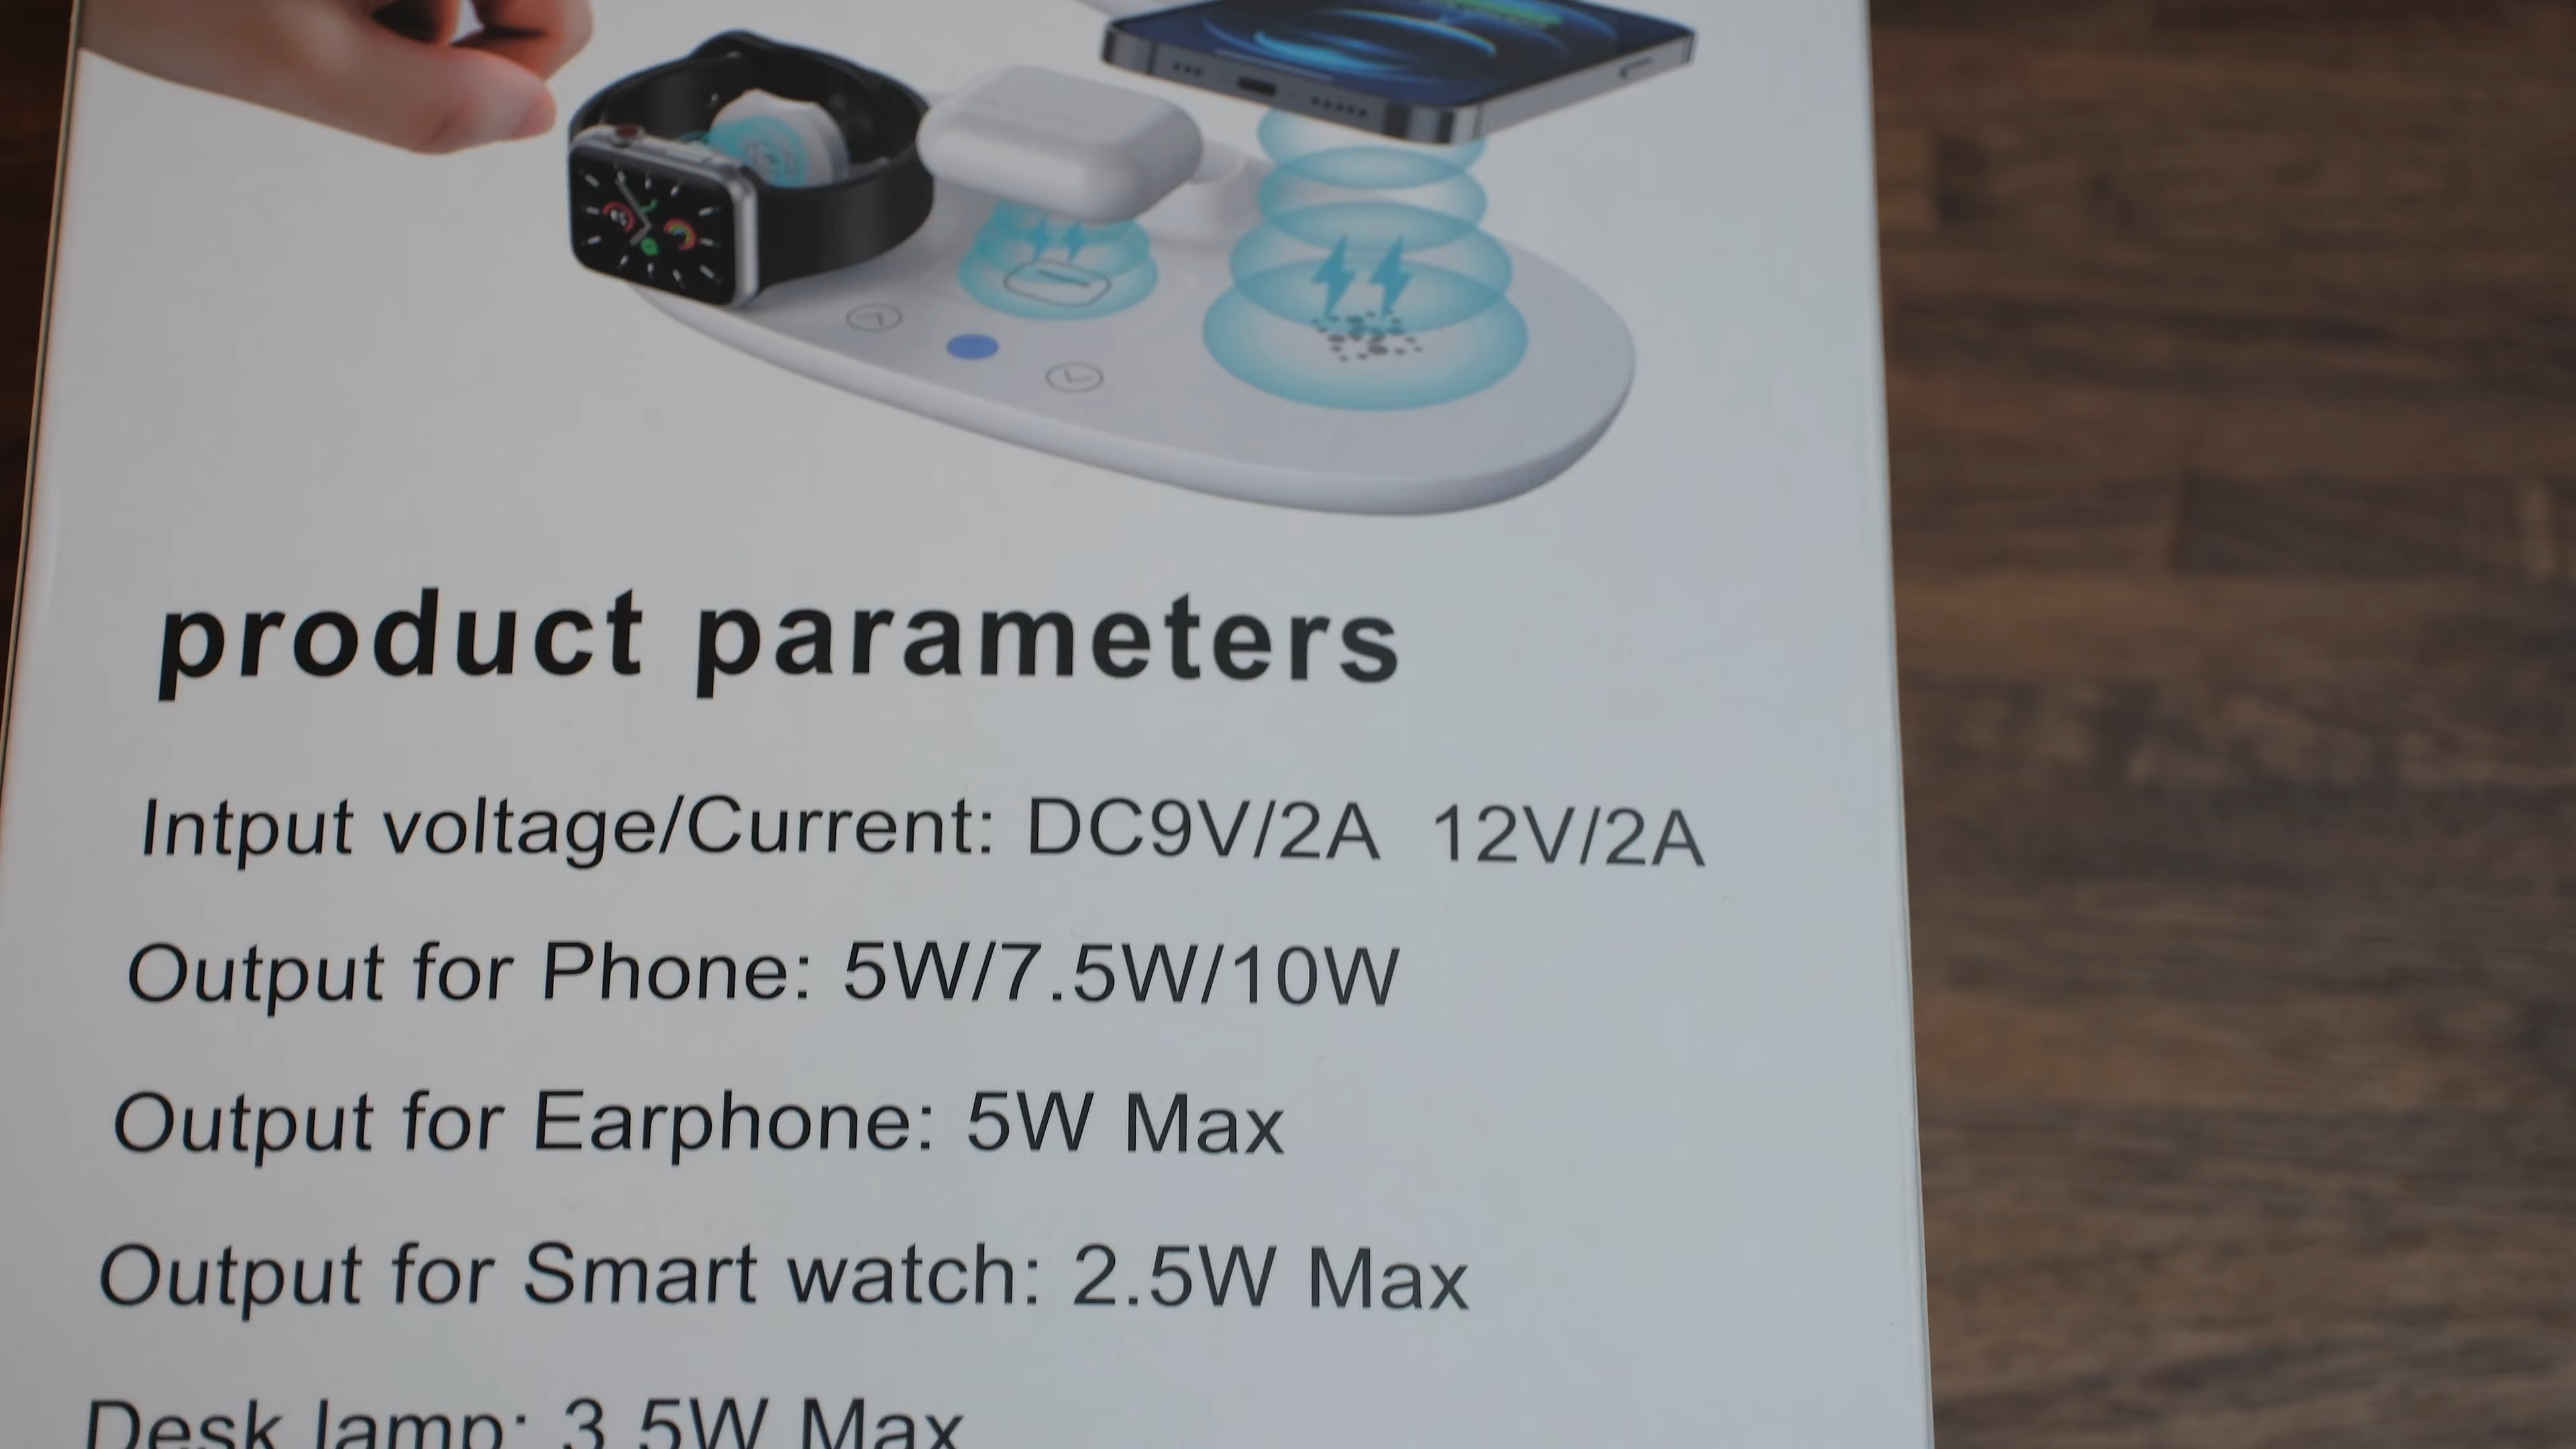 product parameters
Intput voltage/Current: DC9V/2A 12V/2A
Output for Phone: 5W/7.5W/10W
Output for Earphone: 5W Max
Output for Smart watch: 2.5W Max
Desk lamp: 3.5W Max